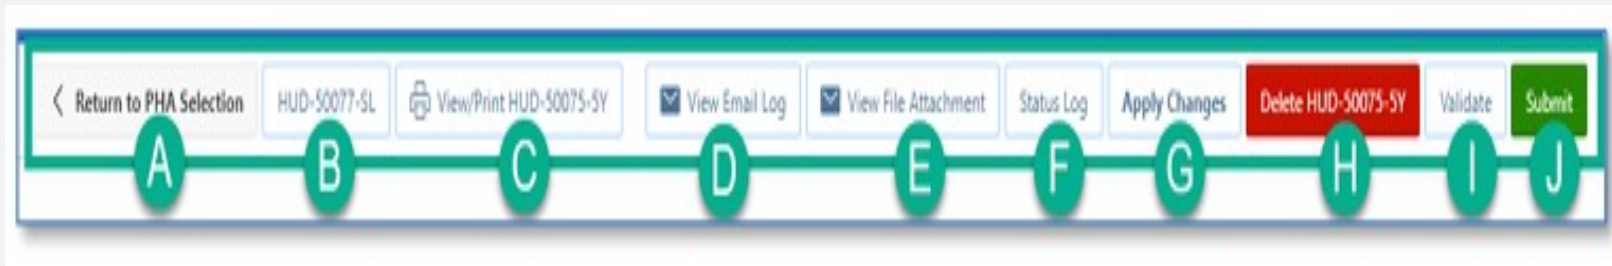 Return to PHA Selection HUD-50077-SL View/Print HUD-50075-5Y View Email Log View File Attachment Status Log Apply Changes Delete HUD-50075-5Y Validate Submit
A B C D E F G H I J